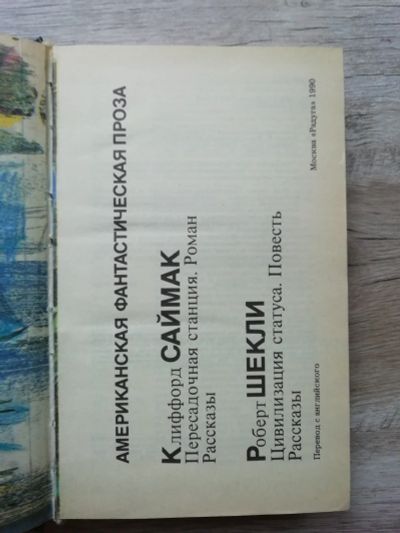 АМЕРИКАНСКАЯ ФАНТАСТИЧЕСКАЯ ПРОЗА
Клиффорд САЙМАК
Пересадочная станция. Роман
Рассказы
Роберт ШЕКЛИ
Цивилизация статуса. Повесть
Рассказы
Перевод с английского
Москва «Радуга» 1990